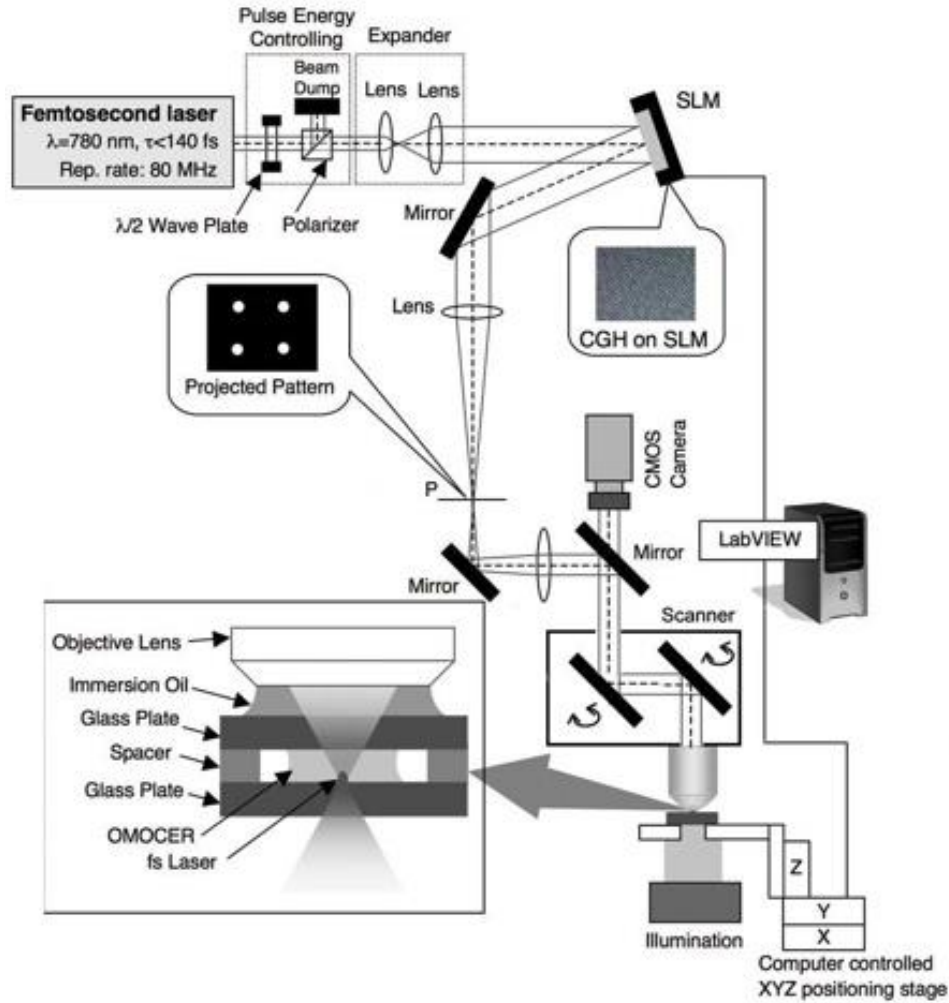 Pulse Energy
Controlling
Expander
Beam
Dump
Lens
Lens
SLM
Femtosecond laser
λ=780 nm, τ<140 fs
Rep. rate: 80 MHz
λ/2 Wave Plate
Polarizer
Mirror
Lens
CGH on SLM
Projected Pattern
P
CMOS
Camera
Mirror
LabVIEW
Mirror
Scanner
Objective Lens
Immersion Oil
Glass Plate
Spacer
Glass Plate
OMOCER
fs Laser
Z
Y
X
Illumination
Computer controlled
XYZ positioning stage